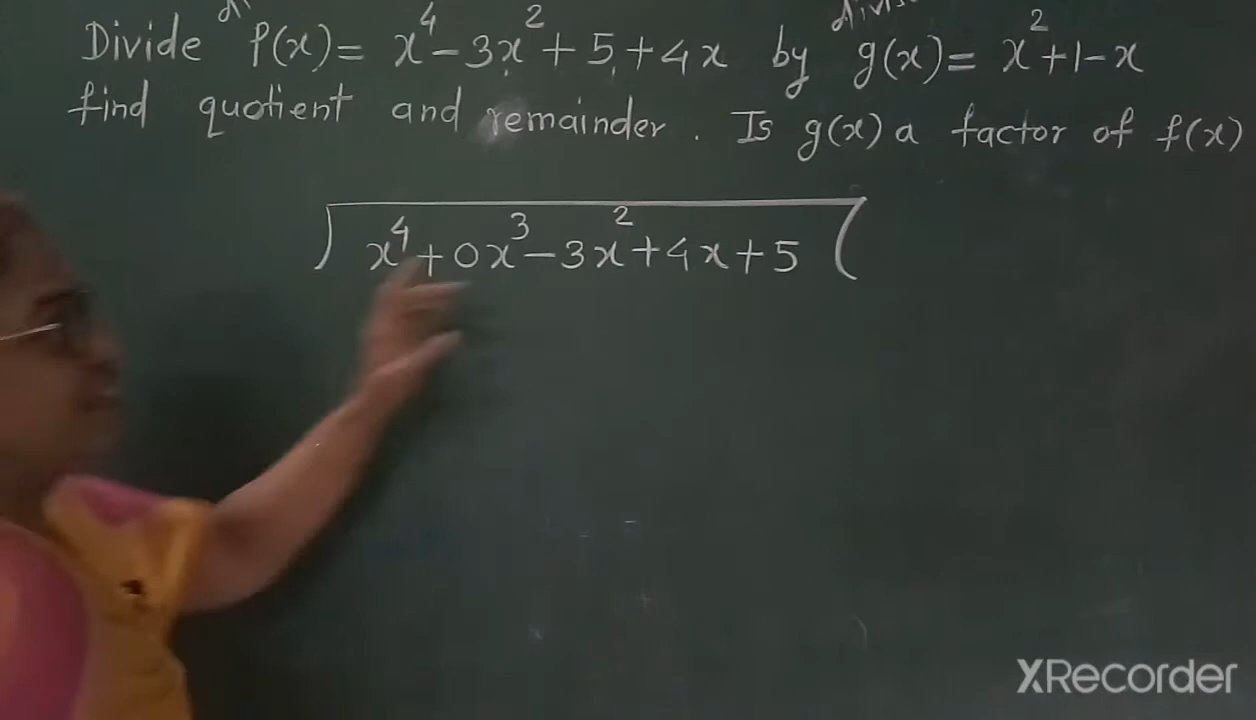 Divide P(x) = x⁴ - 3x² + 5 + 4x by g(x) = x² + 1 - x
find quotient and remainder. Is g(x) a factor of f(x)
) x⁴ + 0x³ - 3x² + 4x + 5 (
XRecorder